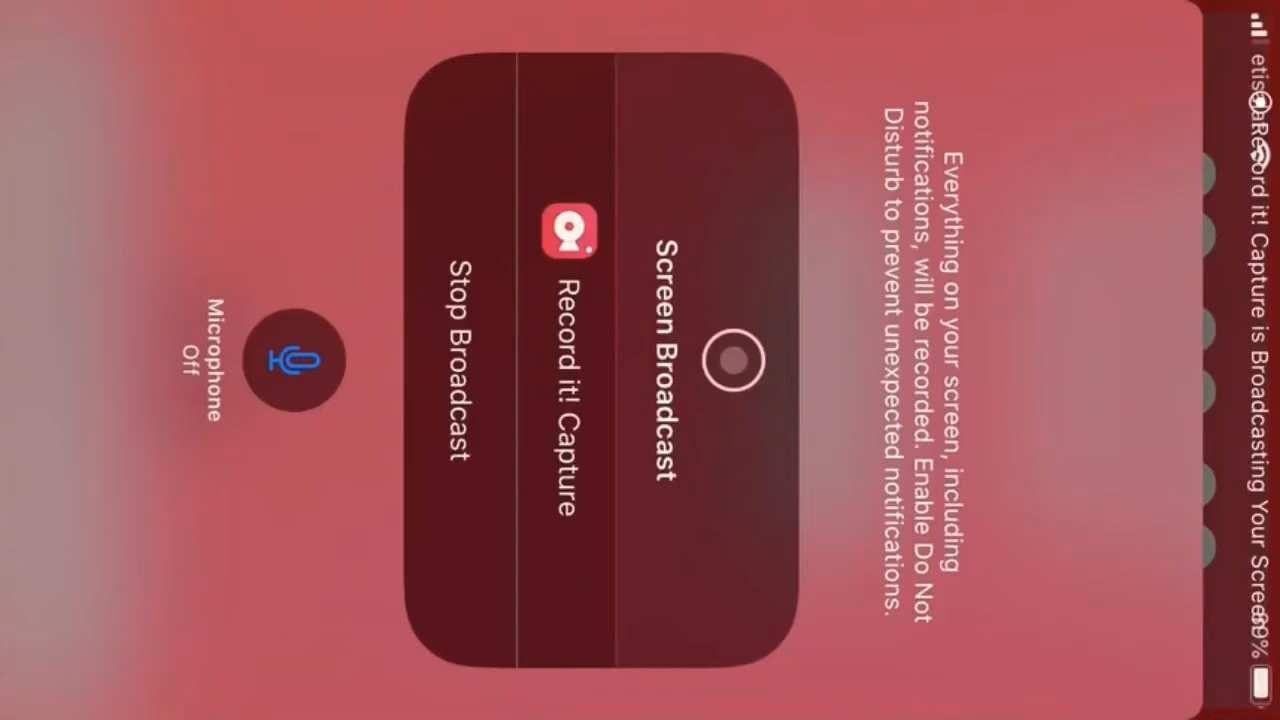 Record it! Capture is Broadcasting Your Screen
Everything on your screen, including
notifications, will be recorded. Enable Do Not
Disturb to prevent unexpected notifications.
Screen Broadcast
Record it! Capture
Stop Broadcast
Microphone
Off